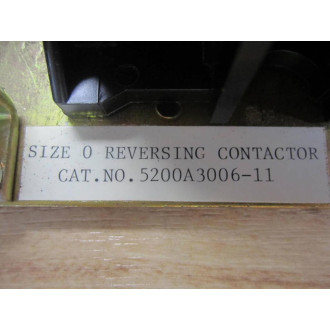 SIZE 0 REVERSING CONTACTOR
CAT.NO.5200A3006-11